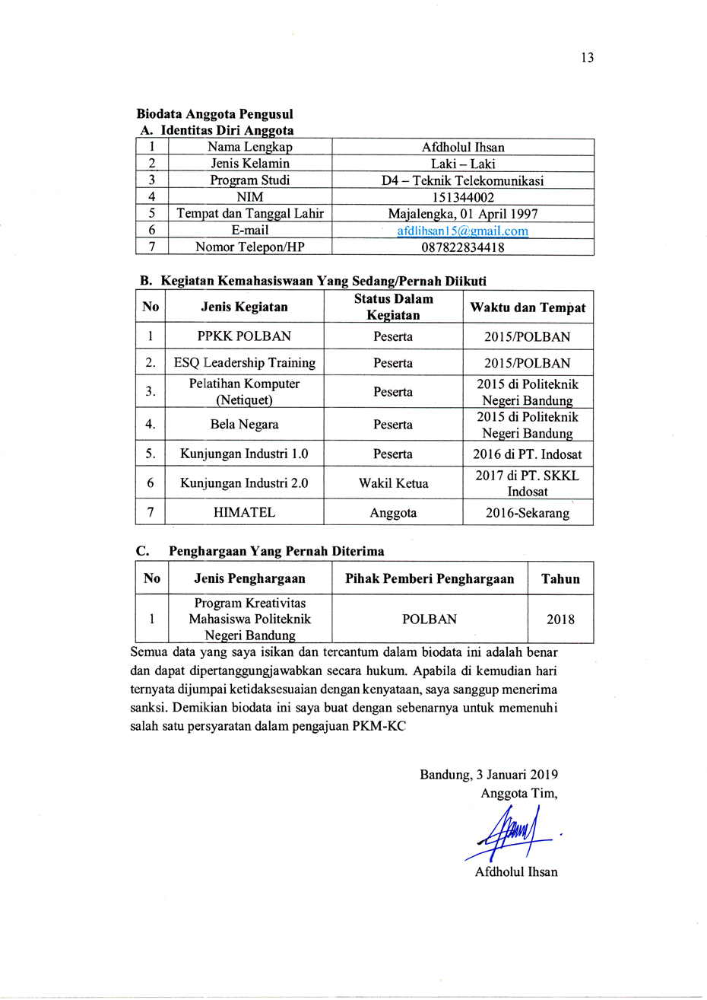 13
Biodata Anggota Pengusul
A. Identitas Diri Anggota
1 Nama Lengkap Afdholul Ihsan
2 Jenis Kelamin Laki – Laki
3 Program Studi D4 – Teknik Telekomunikasi
4 NIM 151344002
5 Tempat dan Tanggal Lahir Majalengka, 01 April 1997
6 E-mail afdlihsan15@gmail.com
7 Nomor Telepon/HP 087822834418
B. Kegiatan Kemahasiswaan Yang Sedang/Pernah Diikuti
No Jenis Kegiatan Status Dalam Kegiatan Waktu dan Tempat
1 PPKK POLBAN Peserta 2015/POLBAN
2. ESQ Leadership Training Peserta 2015/POLBAN
3. Pelatihan Komputer (Netiquet) Peserta 2015 di Politeknik Negeri Bandung
4. Bela Negara Peserta 2015 di Politeknik Negeri Bandung
5. Kunjungan Industri 1.0 Peserta 2016 di PT. Indosat
6 Kunjungan Industri 2.0 Wakil Ketua 2017 di PT. SKKL Indosat
7 HIMATEL Anggota 2016-Sekarang
C. Penghargaan Yang Pernah Diterima
No Jenis Penghargaan Pihak Pemberi Penghargaan Tahun
1 Program Kreativitas Mahasiswa Politeknik Negeri Bandung POLBAN 2018
Semua data yang saya isikan dan tercantum dalam biodata ini adalah benar
dan dapat dipertanggungjawabkan secara hukum. Apabila di kemudian hari
ternyata dijumpai ketidaksesuaian dengan kenyataan, saya sanggup menerima
sanksi. Demikian biodata ini saya buat dengan sebenarnya untuk memenuhi
salah satu persyaratan dalam pengajuan PKM-KC
Bandung, 3 Januari 2019
Anggota Tim,
Afdholul Ihsan